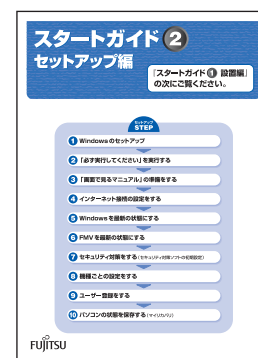 スタートガイド 2
セットアップ編
『スタートガイド 1 設置編』
の次にご覧ください。
セットアップ
STEP
1 Windowsのセットアップ
2 「必ず実行してください」を実行する
3 「画面で見るマニュアル」の準備をする
4 インターネット接続の設定をする
5 Windowsを最新の状態にする
6 FMVを最新の状態にする
7 セキュリティ対策をする(セキュリティ対策ソフトの初期設定)
8 機種ごとの設定をする
9 ユーザー登録をする
10 パソコンの状態を保存する(マイリカバリ)
FUJITSU